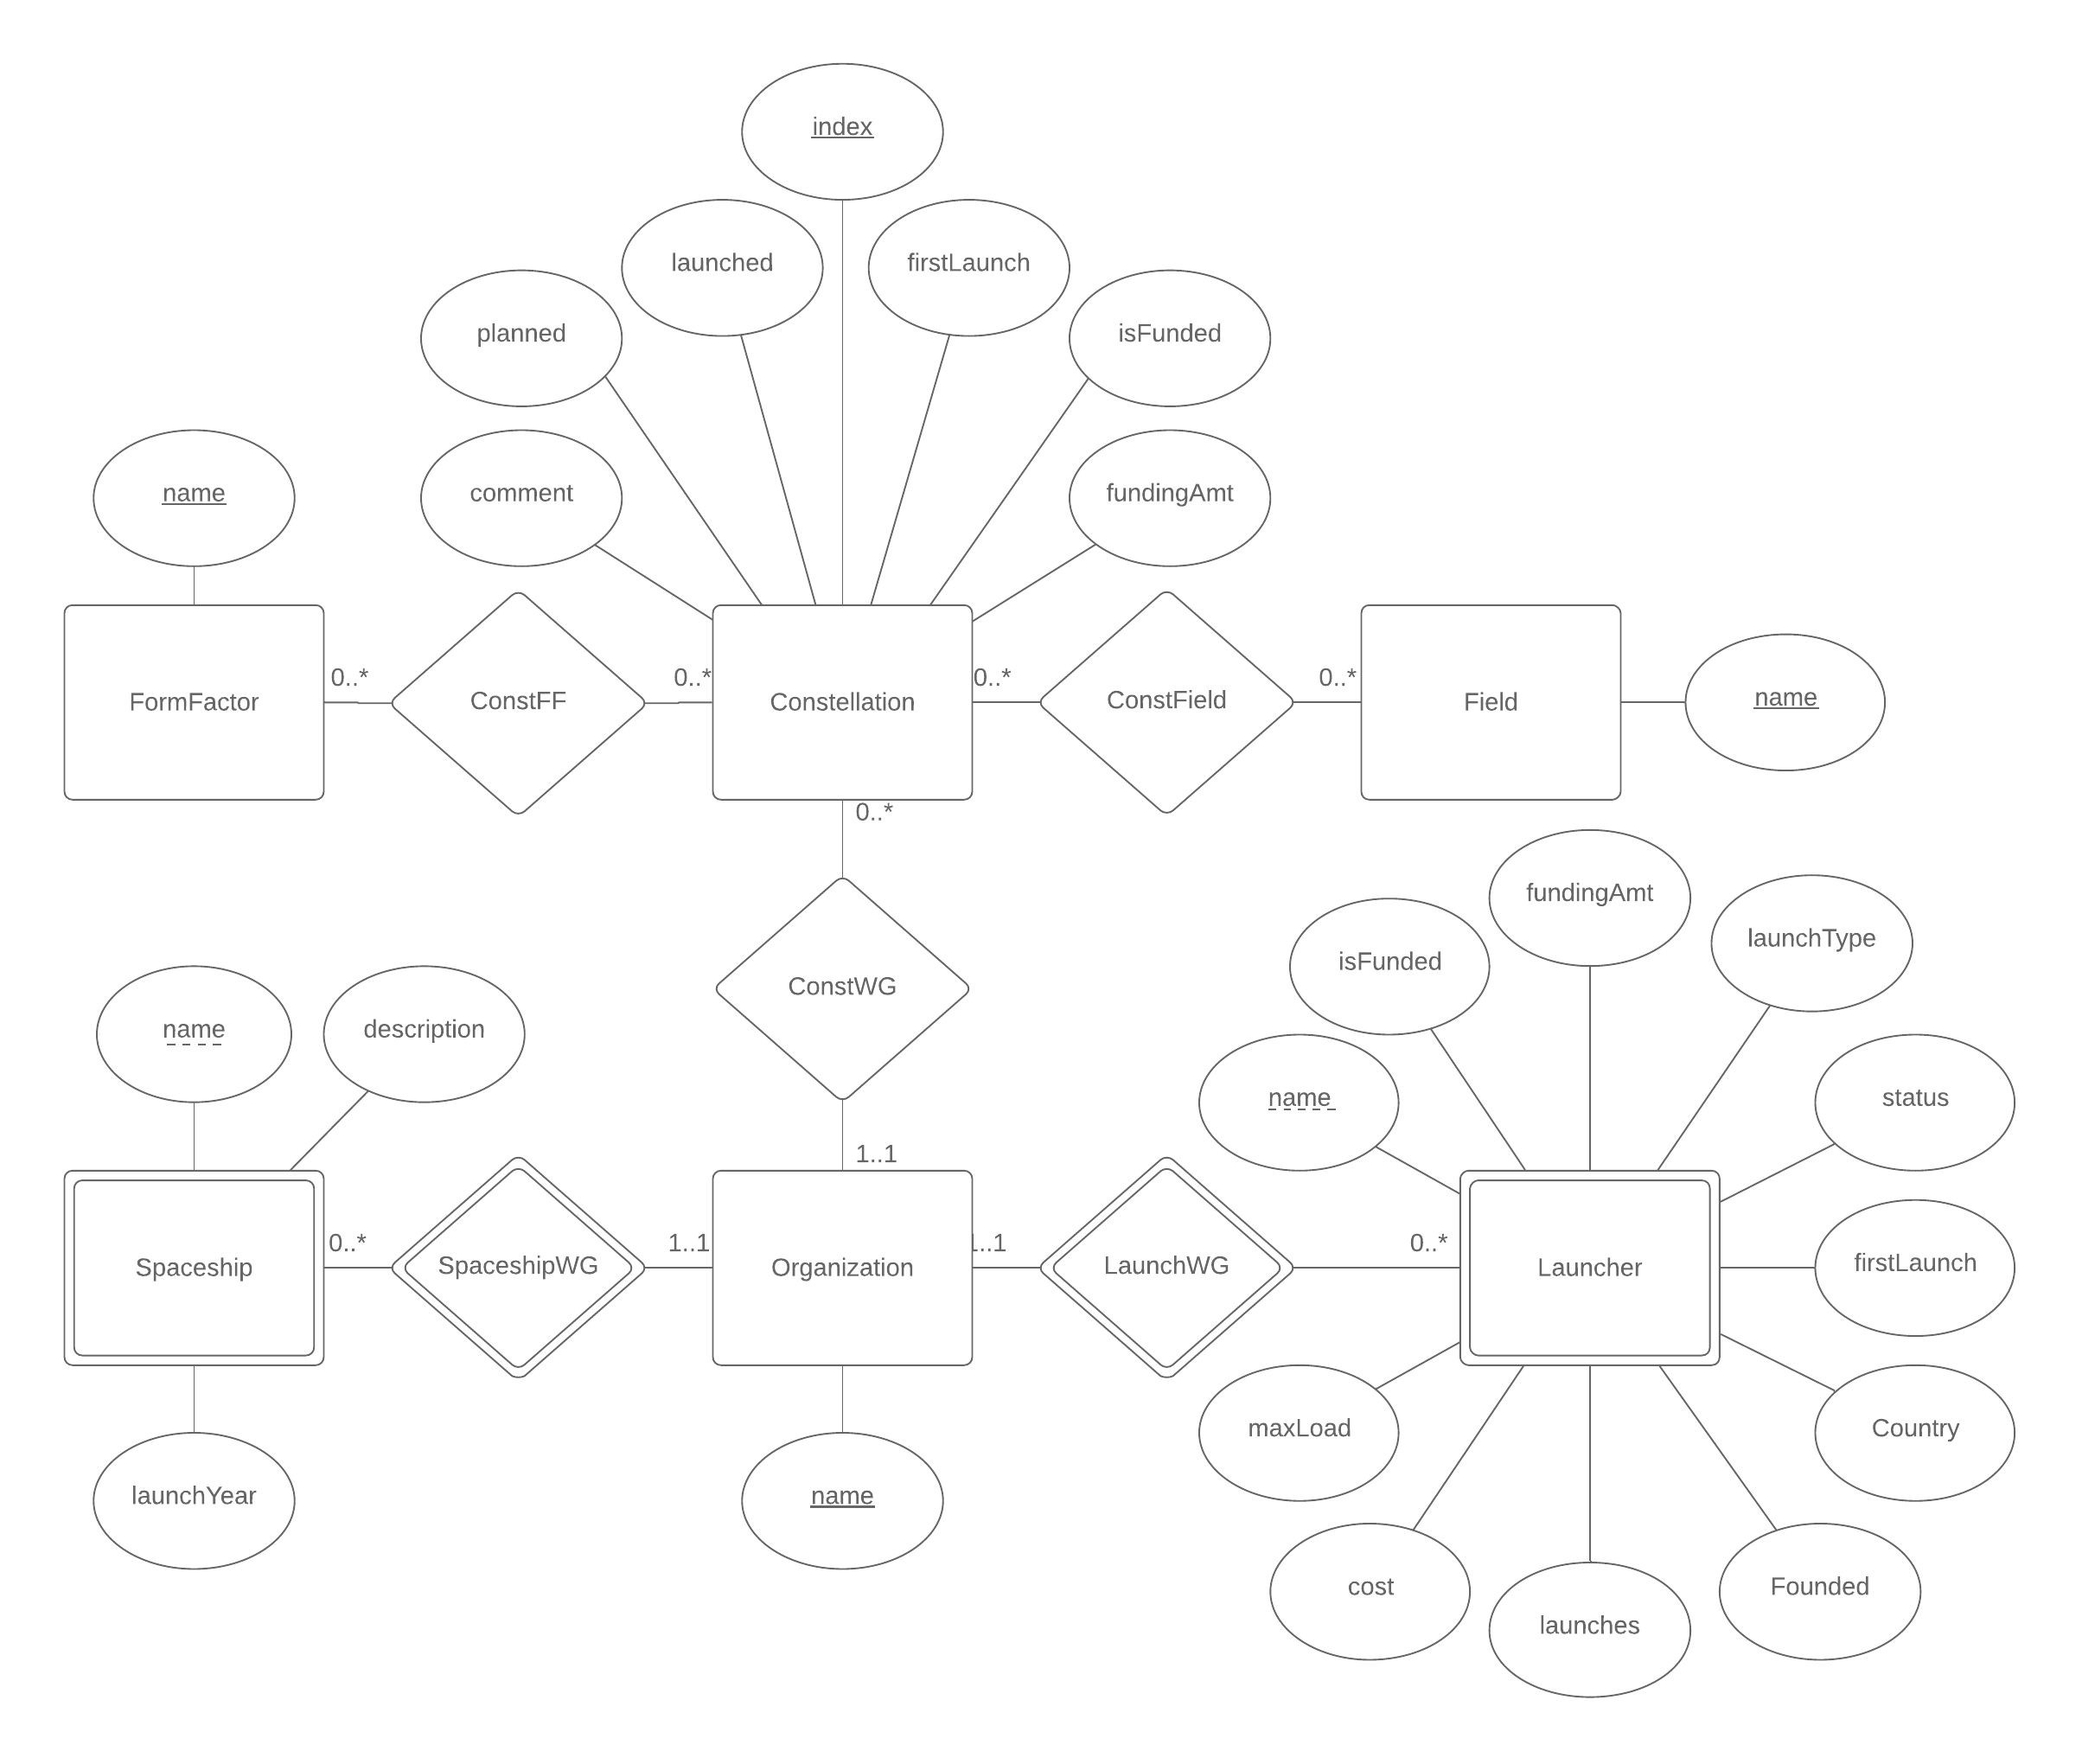 index
launched
firstLaunch
planned
isFunded
name
comment
fundingAmt
FormFactor
0..*
ConstFF
0..*
Constellation
0..*
ConstField
0..*
Field
name
0..*
fundingAmt
launchType
isFunded
ConstWG
name
description
name
status
1..1
Spaceship
0..*
SpaceshipWG
1..1
Organization
1..1
LaunchWG
0..*
Launcher
firstLaunch
maxLoad
Country
launchYear
name
cost
launches
Founded